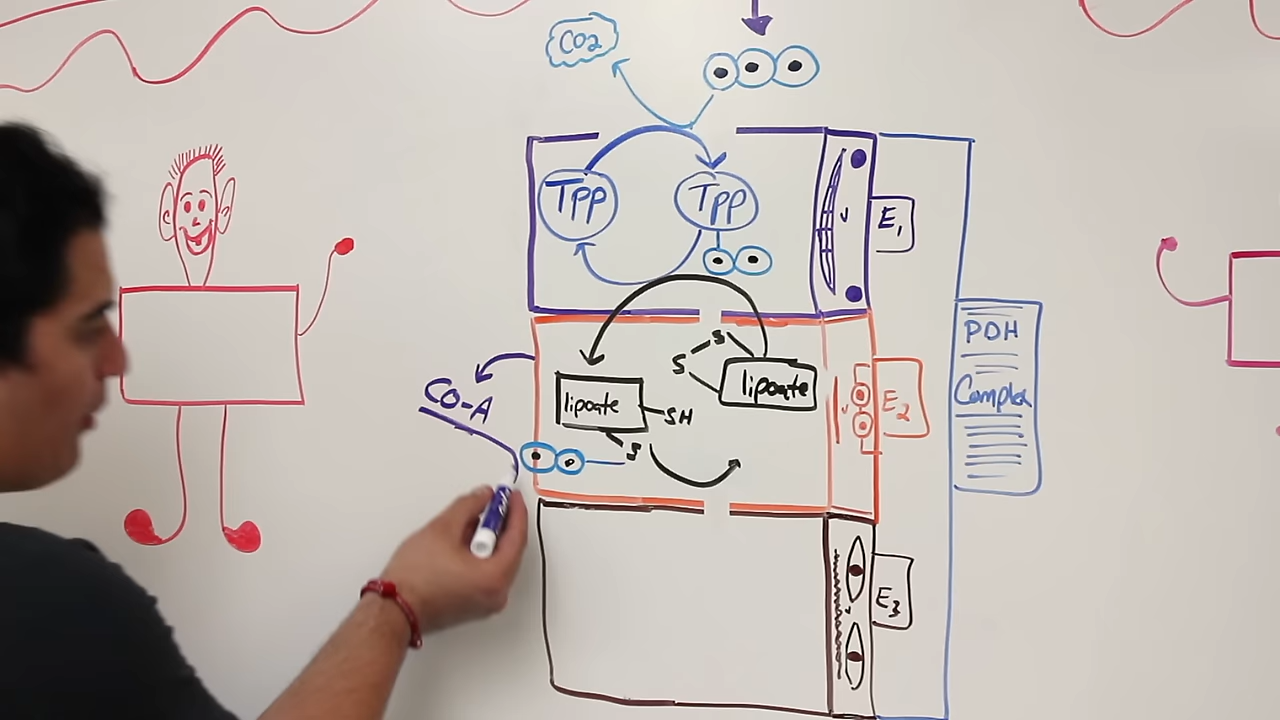 CO2
TPP
TPP
E1
S
S
lipoate
lipoate
SH
S
CO-A
E2
PDH
Complex
E3